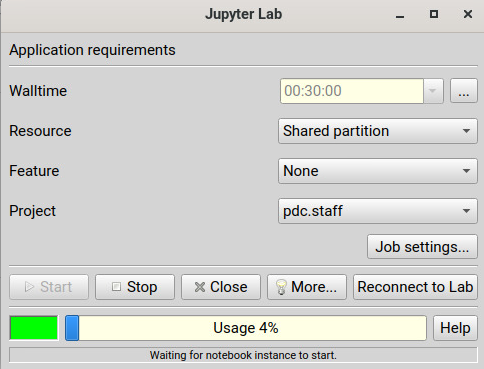 Jupyter Lab
Application requirements
Walltime 00:30:00 ...
Resource Shared partition
Feature None
Project pdc.staff
Job settings...
Start Stop Close More... Reconnect to Lab
Usage 4% Help
Waiting for notebook instance to start.